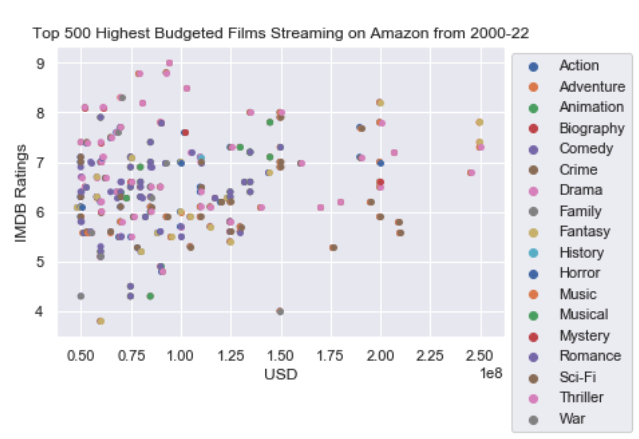 Top 500 Highest Budgeted Films Streaming on Amazon from 2000-22
9
8
7
6
5
4
IMDB Ratings
0.50 0.75 1.00 1.25 1.50 1.75 2.00 2.25 2.50
1e8
USD
Action
Adventure
Animation
Biography
Comedy
Crime
Drama
Family
Fantasy
History
Horror
Music
Musical
Mystery
Romance
Sci-Fi
Thriller
War